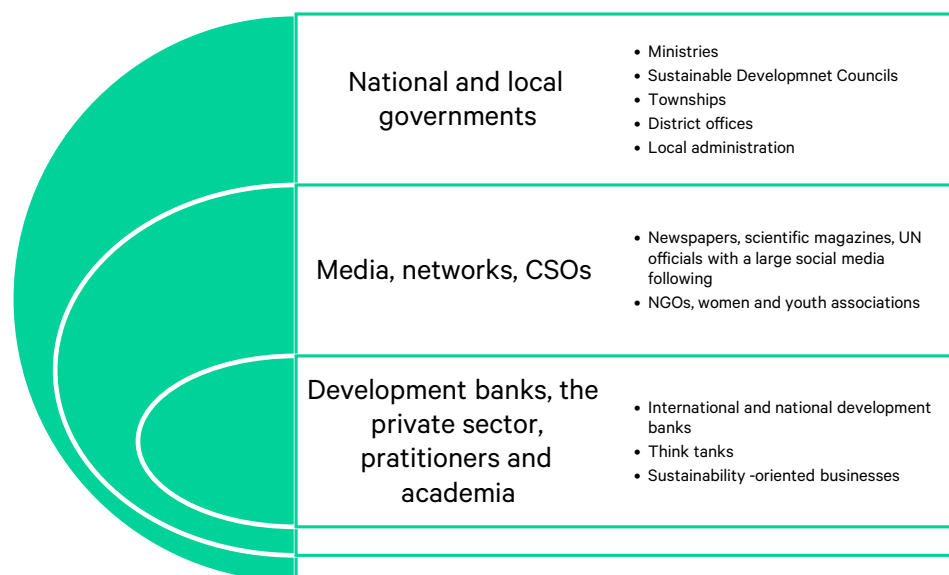 National and local
governments
• Ministries
• Sustainable Developmnet Councils
• Townships
• District offices
• Local administration
Media, networks, CSOs
• Newspapers, scientific magazines, UN
officials with a large social media
following
• NGOs, women and youth associations
Development banks, the
private sector,
pratitioners and
academia
• International and national development
banks
• Think tanks
• Sustainability -oriented businesses